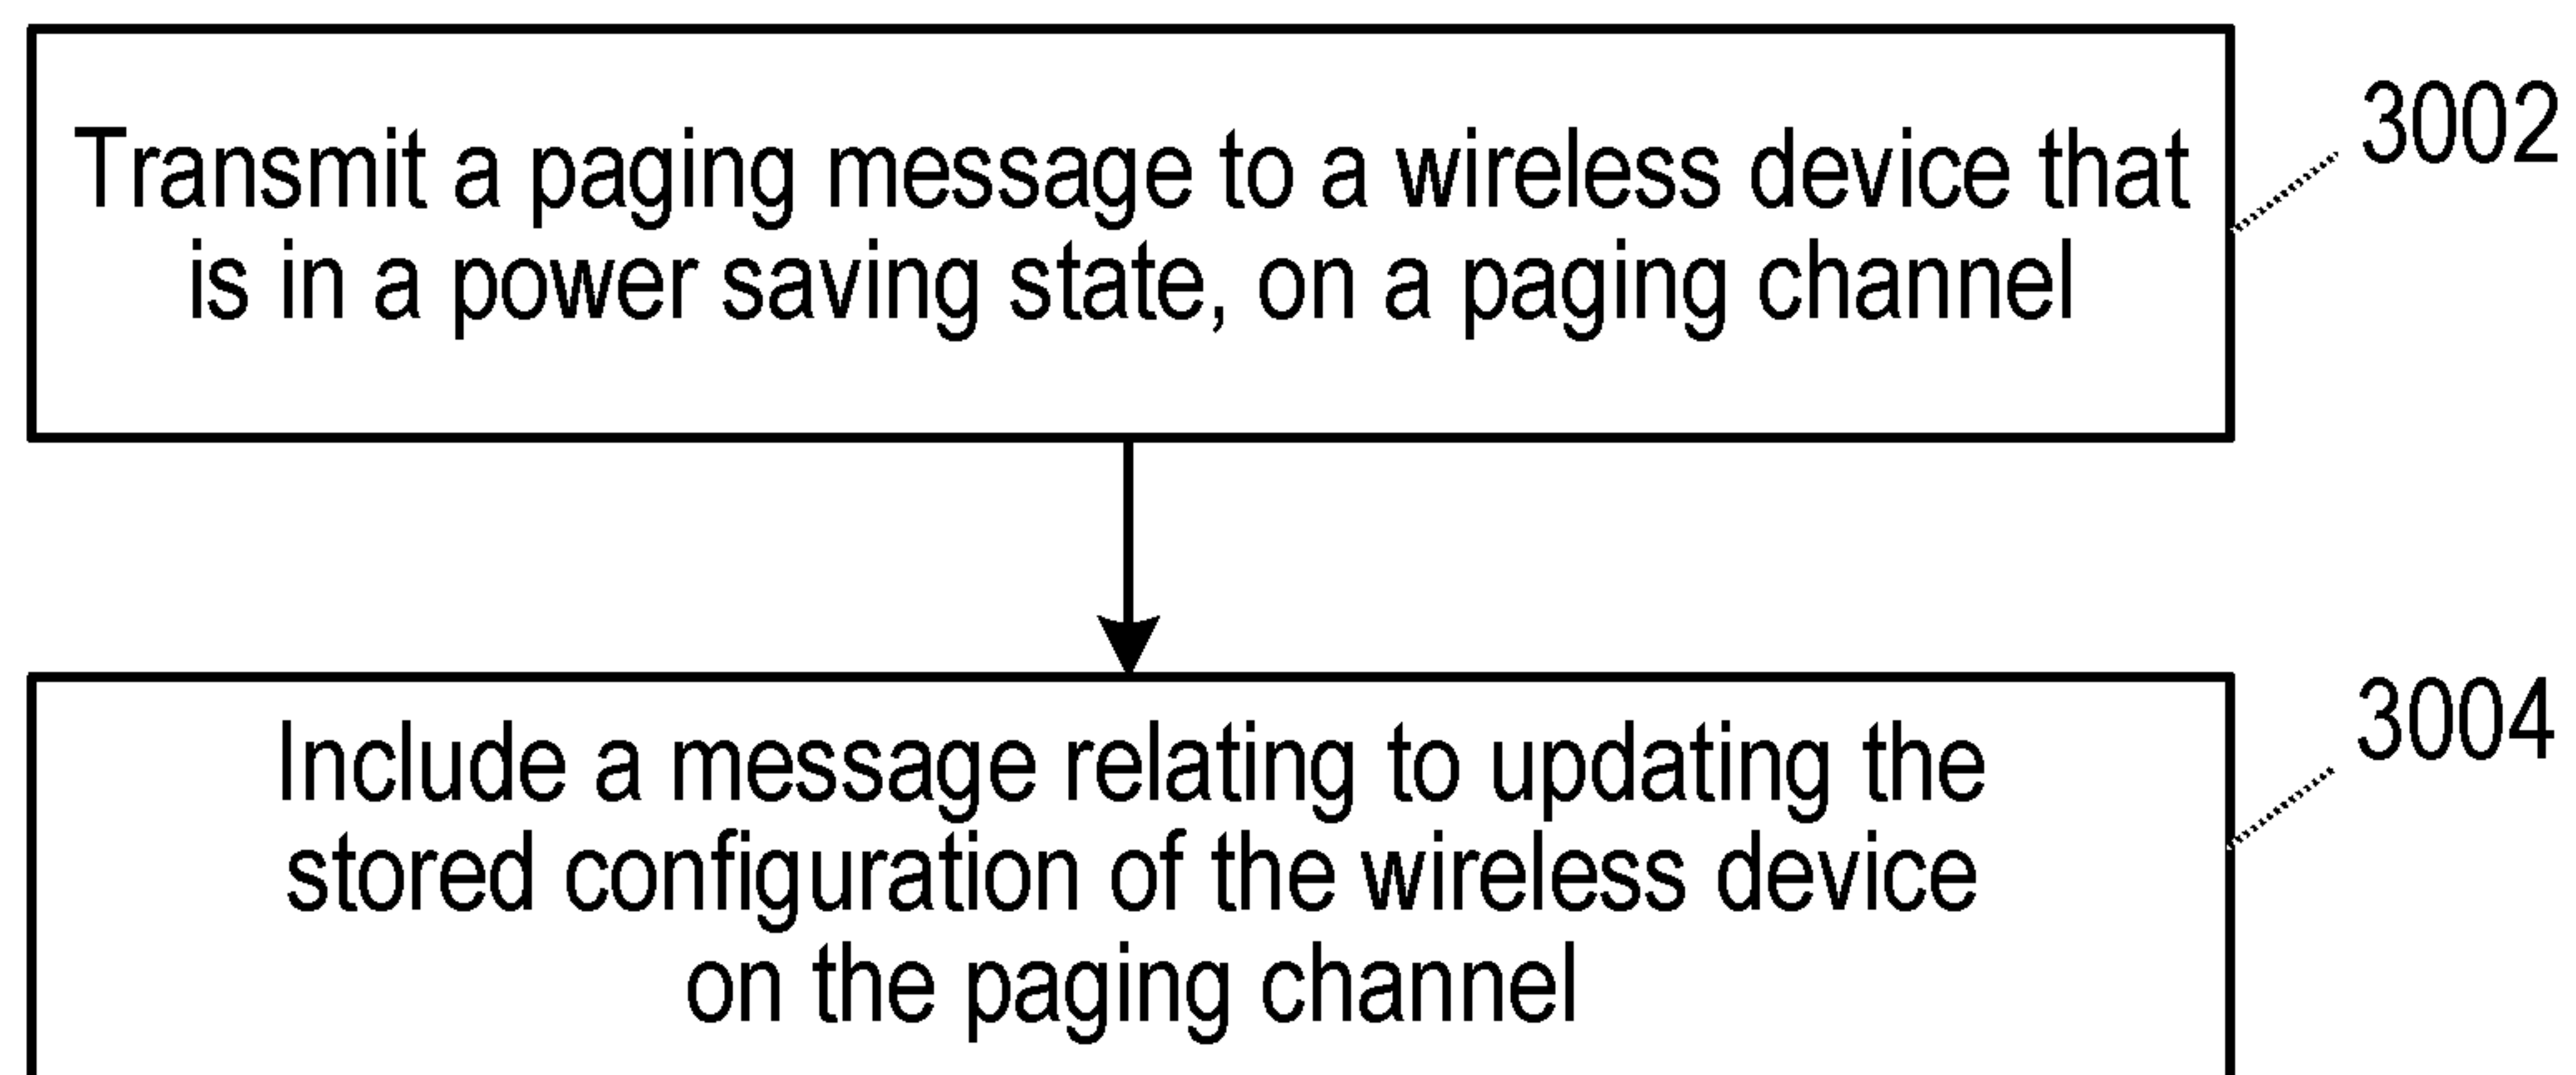 Transmit a paging message to a wireless device that
is in a power saving state, on a paging channel
3002
Include a message relating to updating the
stored configuration of the wireless device
on the paging channel
3004